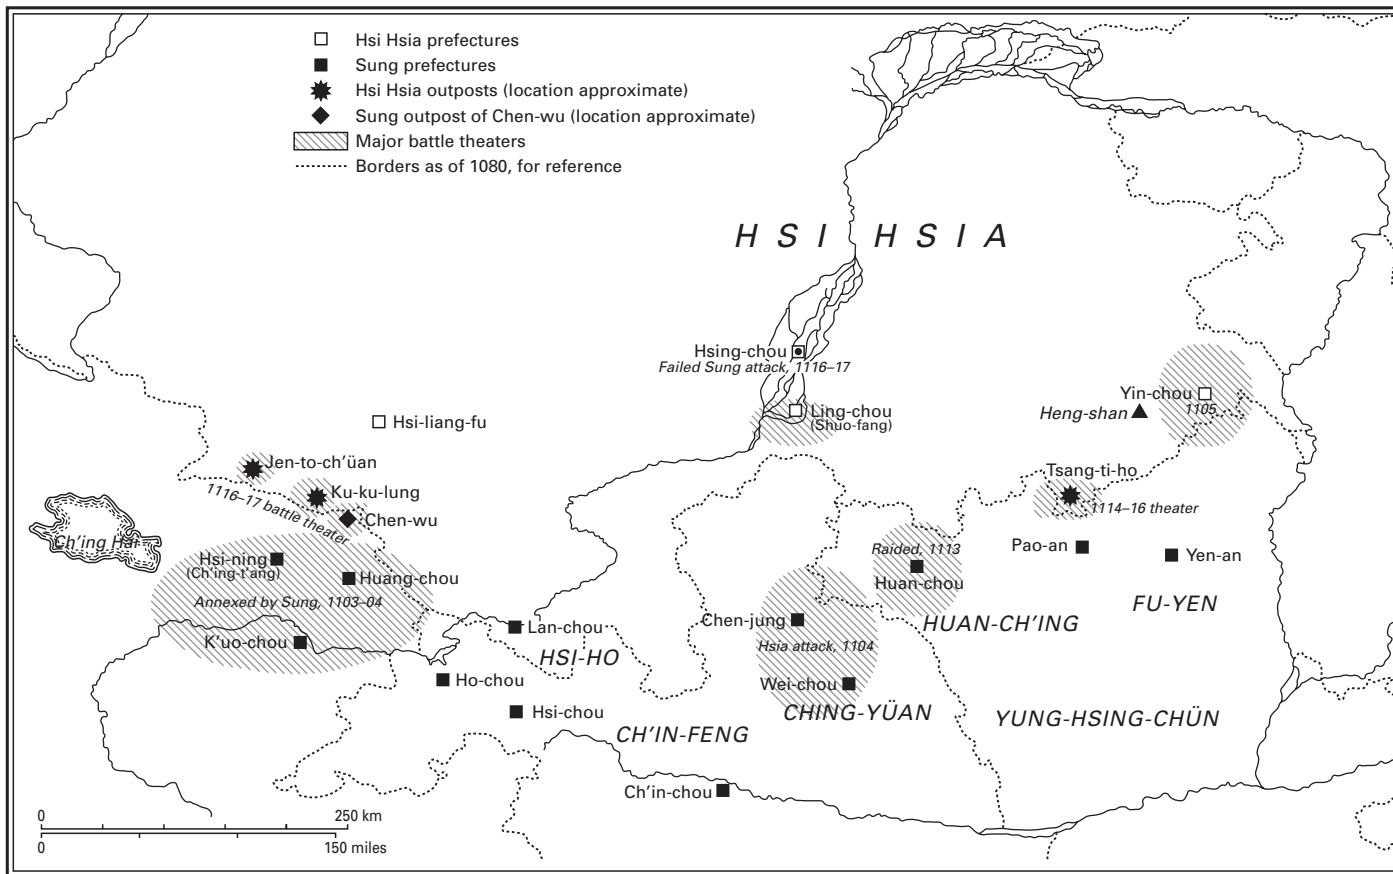 Hsi Hsia prefectures
Sung prefectures
Hsi Hsia outposts (location approximate)
Sung outpost of Chen-wu (location approximate)
Major battle theaters
Borders as of 1080, for reference
HSI HSIA
Hsing-chou
Failed Sung attack, 1116–17
Ling-chou
(Shuo-fang)
Yin-chou
1105
Heng-shan
Hsi-liang-fu
Jen-to-ch’üan
Ku-ku-lung
1116–17 battle theater
Chen-wu
Tsang-ti-ho
1114–16 theater
Ch’ing Hai
Hsi-ning
(Ch’ing-t’ang)
Huang-chou
Annexed by Sung, 1103–04
K’uo-chou
Raided, 1113
Huan-chou
Pao-an
Yen-an
FU-YEN
HUAN-CH’ING
Chen-jung
Hsia attack, 1104
Wei-chou
CHING-YÜAN
YUNG-HSING-CHÜN
Lan-chou
HSI-HO
Ho-chou
Hsi-chou
CH’IN-FENG
Ch’in-chou
0 250 km
0 150 miles